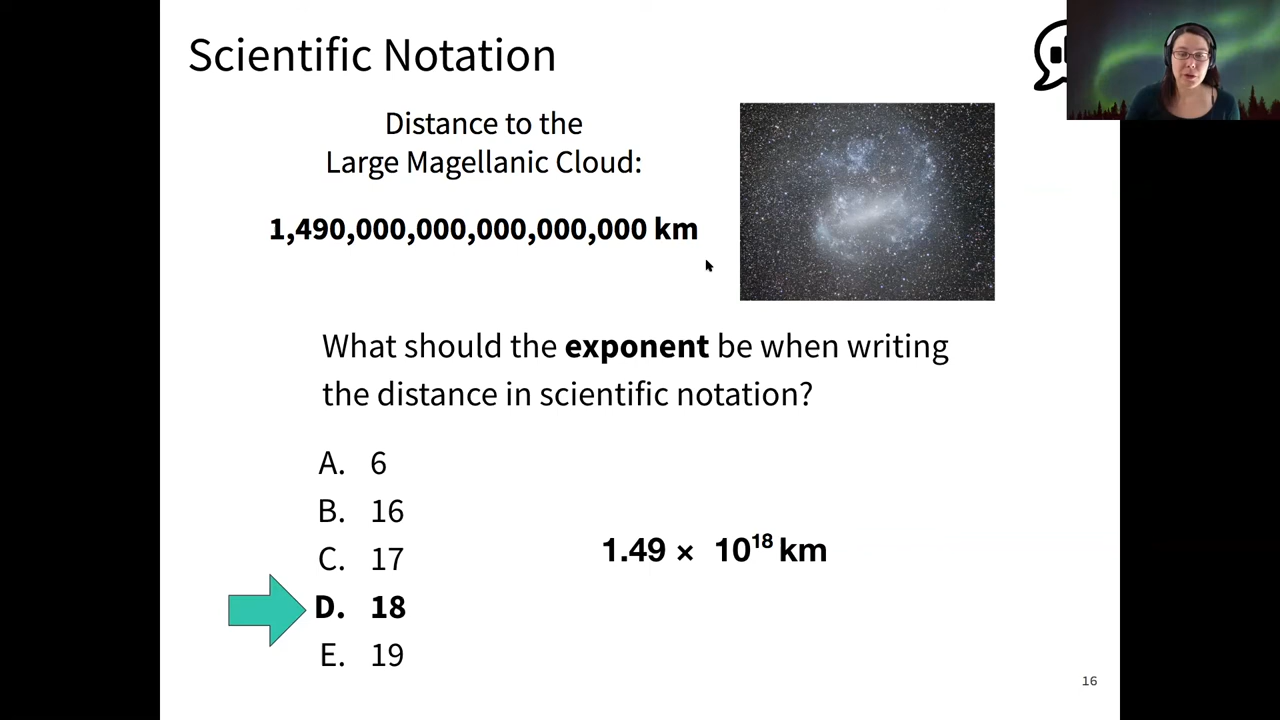 Scientific Notation
Distance to the
Large Magellanic Cloud:
1,490,000,000,000,000,000 km
What should the exponent be when writing
the distance in scientific notation?
A. 6
B. 16
C. 17
D. 18
E. 19
1.49 × 10¹⁸ km
16